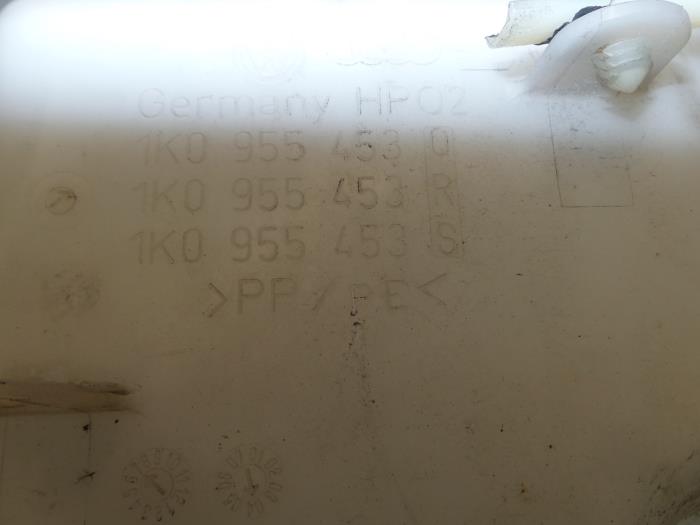 Germany HP02
1K0 955 453 Q
1K0 955 453 R
1K0 955 453 S
>PP/PE<